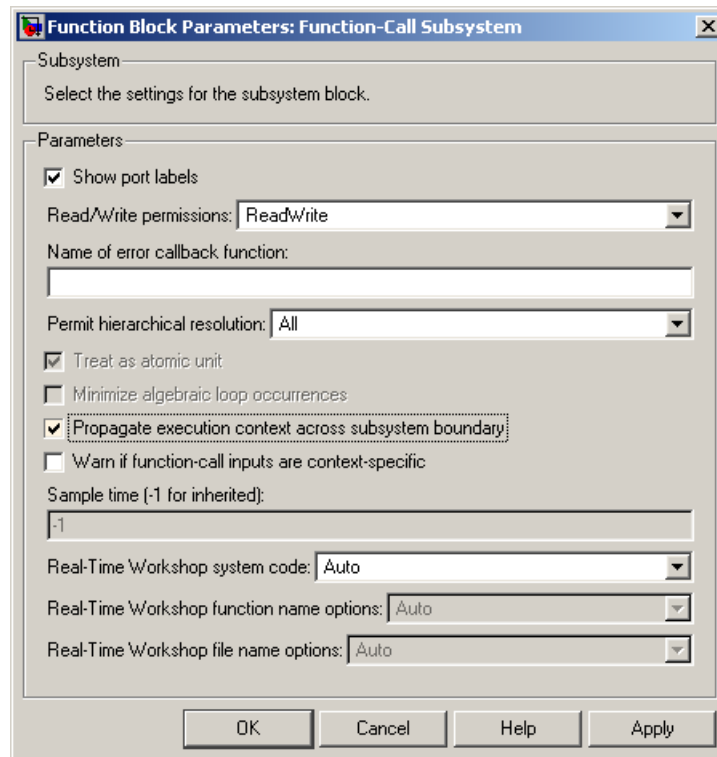 Function Block Parameters: Function-Call Subsystem
Subsystem
Select the settings for the subsystem block.
Parameters
Show port labels
Read/Write permissions: ReadWrite
Name of error callback function:
Permit hierarchical resolution: All
Treat as atomic unit
Minimize algebraic loop occurrences
Propagate execution context across subsystem boundary
Warn if function-call inputs are context-specific
Sample time (-1 for inherited):
-1
Real-Time Workshop system code: Auto
Real-Time Workshop function name options: Auto
Real-Time Workshop file name options: Auto
OK Cancel Help Apply